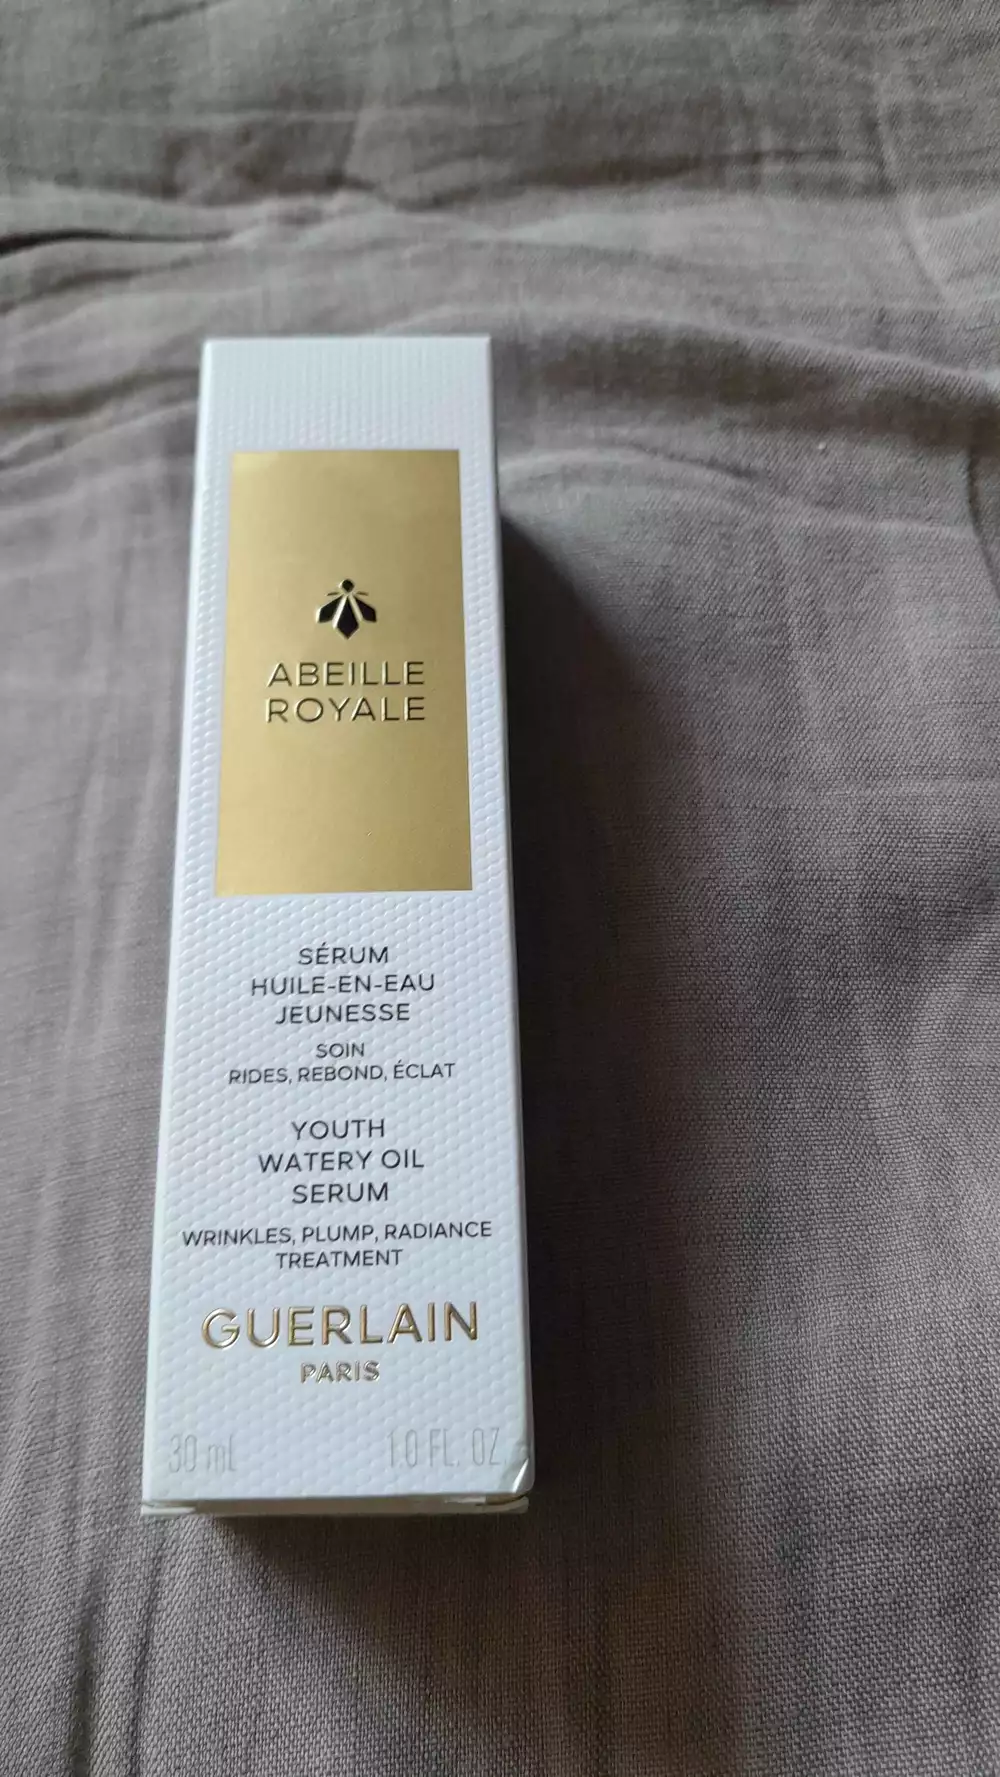 ABEILLE
ROYALE
SÉRUM
HUILE-EN-EAU
JEUNESSE
SOIN
RIDES, REBOND, ÉCLAT
YOUTH
WATERY OIL
SERUM
WRINKLES, PLUMP, RADIANCE
TREATMENT
GUERLAIN
PARIS
30 mL 1.0 FL. OZ.